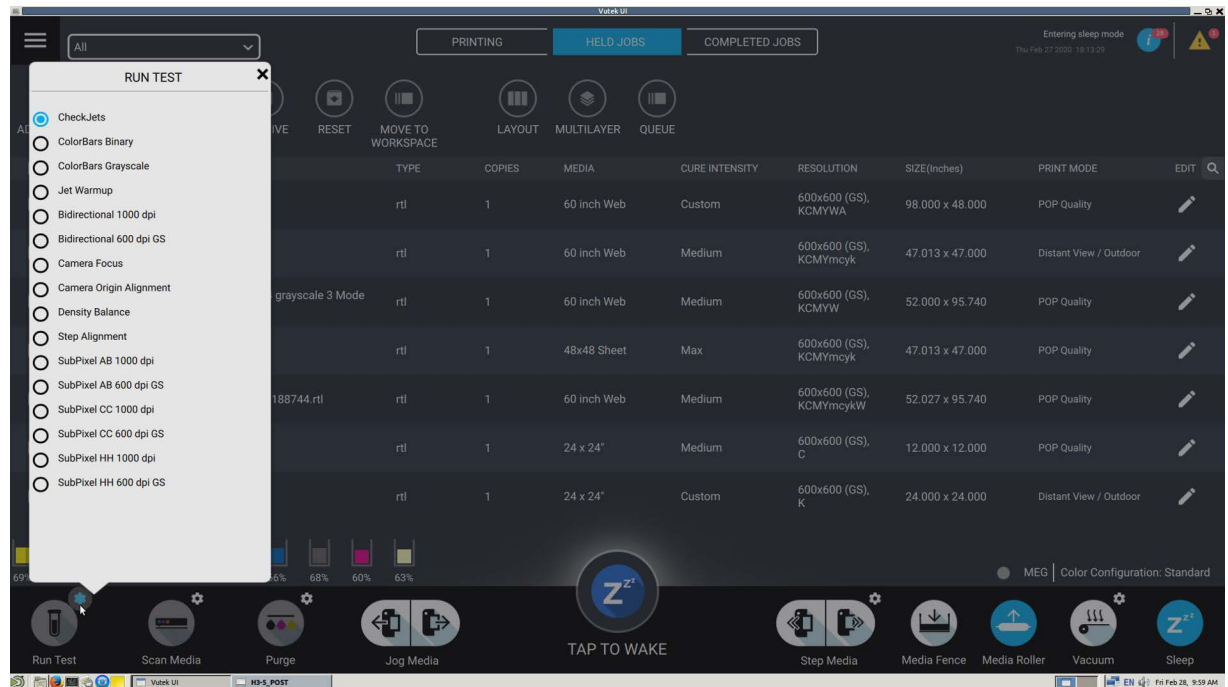 Vutek UI
All
PRINTING
HELD JOBS
COMPLETED JOBS
Entering sleep mode
Thu Feb 27 2020 18:13:29
28
RUN TEST
CheckJets
ColorBars Binary
ColorBars Grayscale
Jet Warmup
Bidirectional 1000 dpi
Bidirectional 600 dpi GS
Camera Focus
Camera Origin Alignment
Density Balance
Step Alignment
SubPixel AB 1000 dpi
SubPixel AB 600 dpi GS
SubPixel CC 1000 dpi
SubPixel CC 600 dpi GS
SubPixel HH 1000 dpi
SubPixel HH 600 dpi GS
RESET
MOVE TO
WORKSPACE
LAYOUT
MULTILAYER
QUEUE
TYPE COPIES MEDIA CURE INTENSITY RESOLUTION SIZE(Inches) PRINT MODE EDIT
rtl 1 60 inch Web Custom 600x600 (GS), 98.000 x 48.000 POP Quality
KCMYWA
rtl 1 60 inch Web Medium 600x600 (GS), 47.013 x 47.000 Distant View / Outdoor
KCMYmcyk
grayscale 3 Mode rtl 1 60 inch Web Medium 600x600 (GS), 52.000 x 95.740 POP Quality
KCMYW
rtl 1 48x48 Sheet Max 600x600 (GS), 47.013 x 47.000 POP Quality
KCMYmcyk
188744.rtl rtl 1 60 inch Web Medium 600x600 (GS), 52.027 x 95.740 POP Quality
KCMYmcykW
rtl 1 24 x 24" Medium 600x600 (GS), 12.000 x 12.000 POP Quality
C
rtl 1 24 x 24" Custom 600x600 (GS), 24.000 x 24.000 Distant View / Outdoor
K
68% 60% 63%
MEG | Color Configuration: Standard
Run Test
Scan Media
Purge
Jog Media
TAP TO WAKE
Step Media
Media Fence
Media Roller
Vacuum
Sleep
Vutek UI
H3-5_POST
EN
Fri Feb 28, 9:59 AM